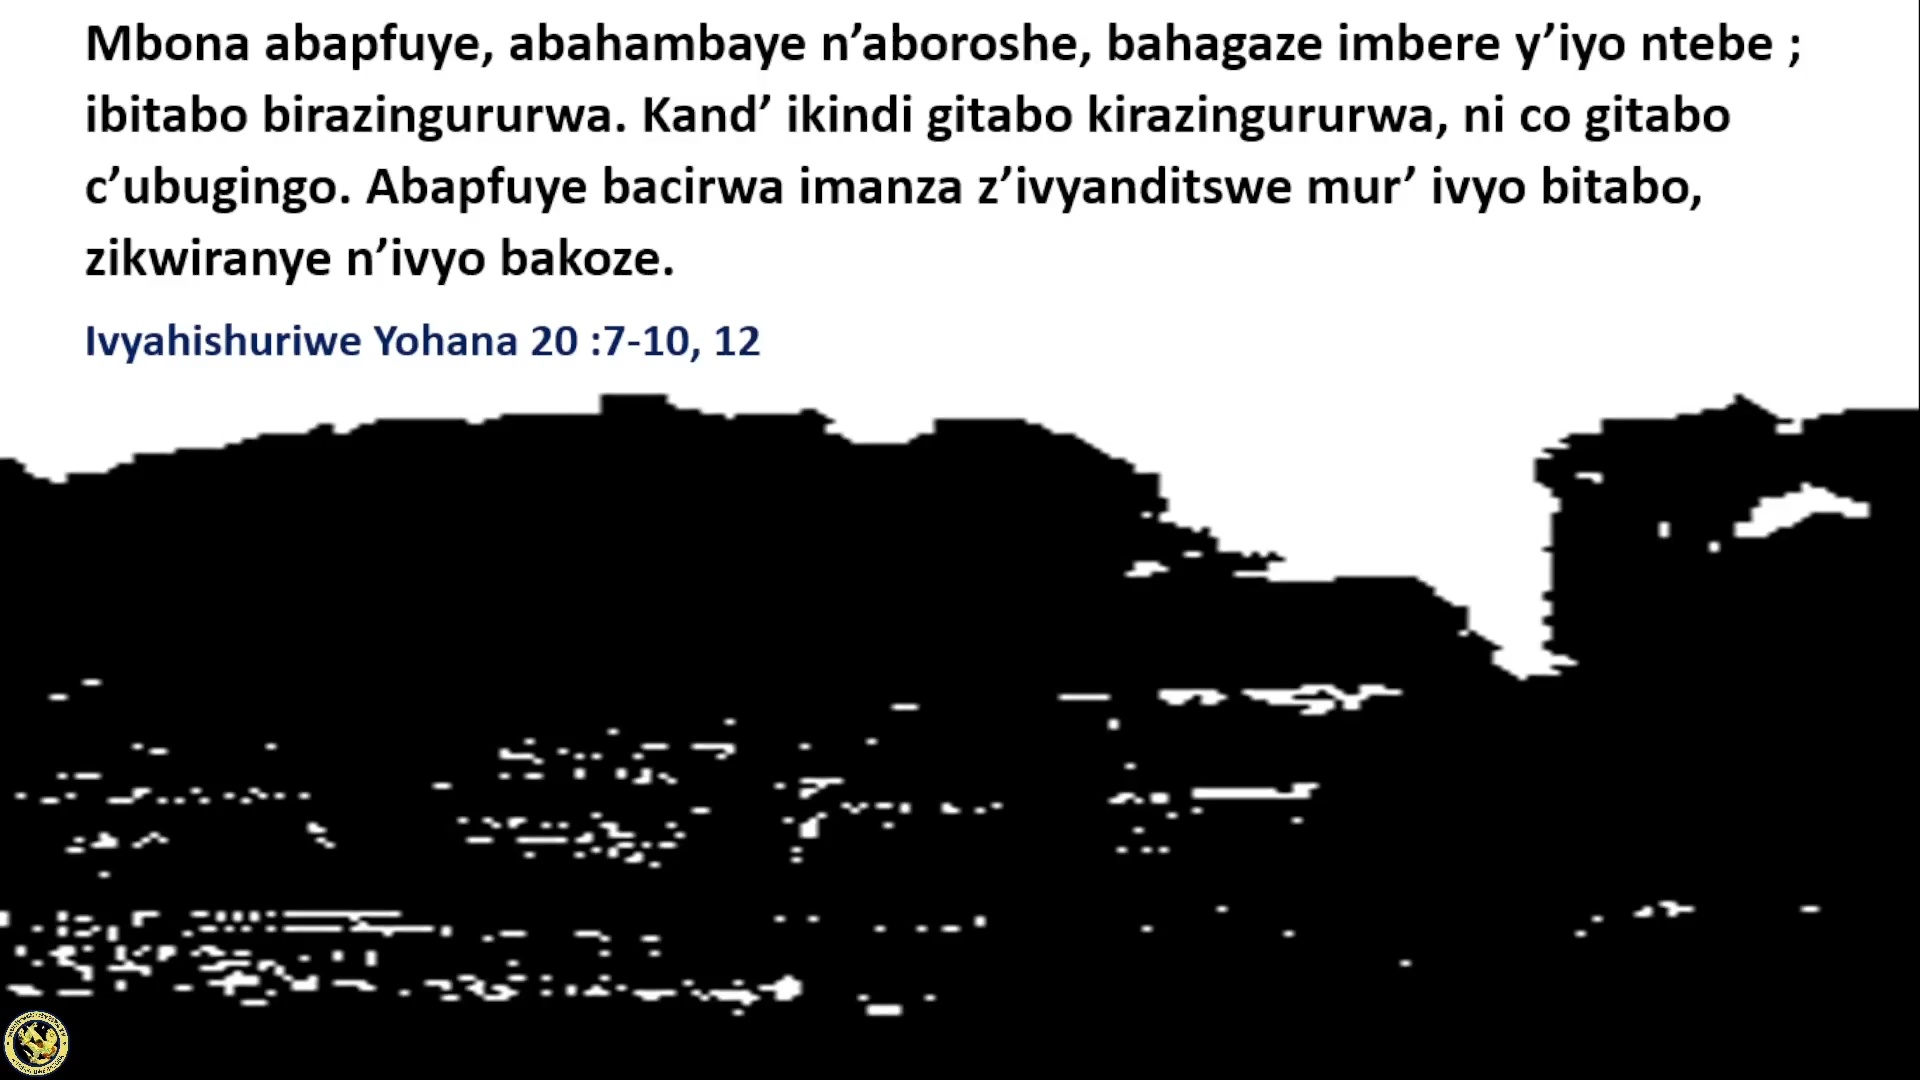 Mbona abapfuye, abahambaye n’aboroshe, bahagaze imbere y’iyo ntebe ;
ibitabo birazingururwa. Kand’ ikindi gitabo kirazingururwa, ni co gitabo
c’ubugingo. Abapfuye bacirwa imanza z’ivyanditswe mur’ ivyo bitabo,
zikwiranye n’ivyo bakoze.
Ivyahishuriwe Yohana 20 :7-10, 12